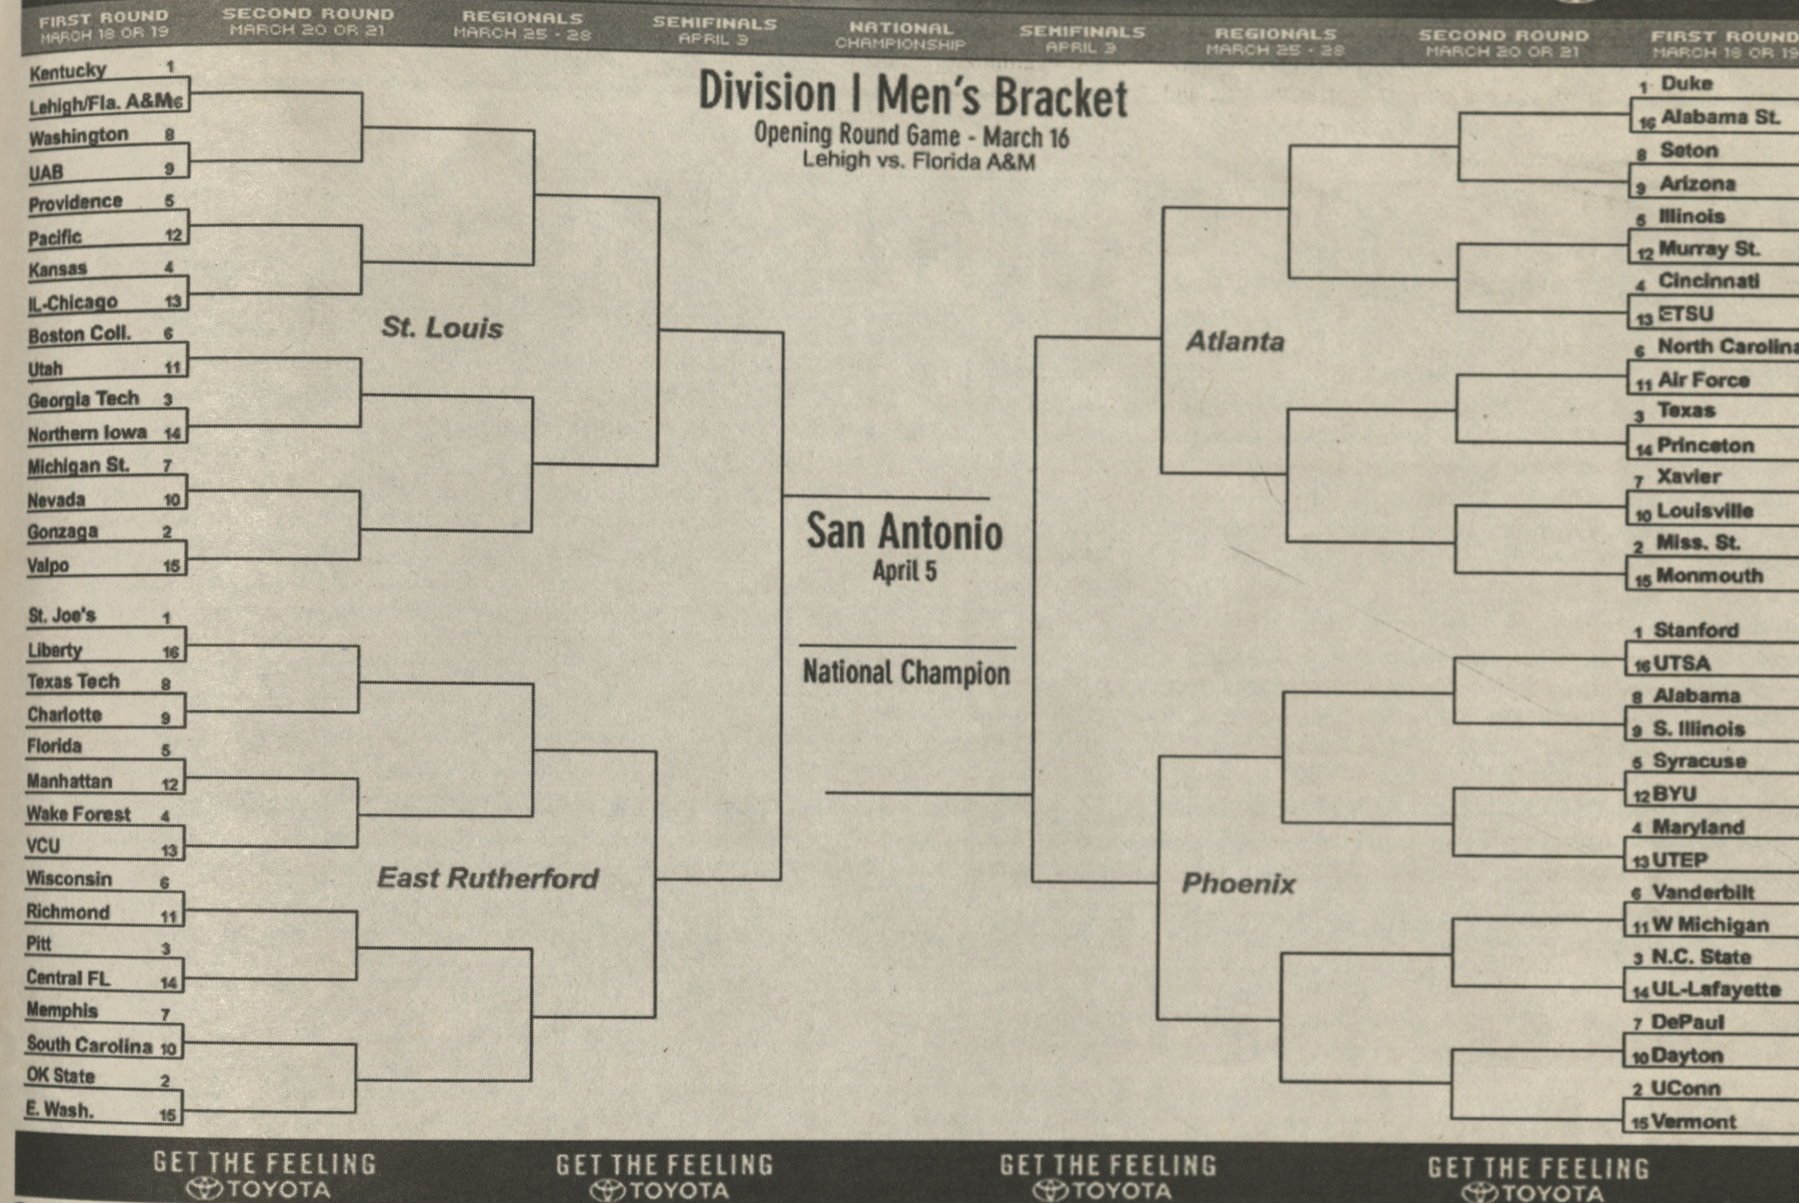 FIRST ROUND
MARCH 18 OR 19
SECOND ROUND
MARCH 20 OR 21
REGIONALS
MARCH 25 - 28
SEMIFINALS
APRIL 3
NATIONAL
CHAMPIONSHIP
SEMIFINALS
APRIL 3
REGIONALS
MARCH 25 - 28
SECOND ROUND
MARCH 20 OR 21
FIRST ROUND
MARCH 18 OR 19
Division I Men's Bracket
Opening Round Game - March 16
Lehigh vs. Florida A&M
Kentucky 1
Lehigh/Fla. A&M 16
Washington 8
UAB 9
Providence 5
Pacific 12
Kansas 4
IL-Chicago 13
Boston Coll. 6
Utah 11
Georgia Tech 3
Northern Iowa 14
Michigan St. 7
Nevada 10
Gonzaga 2
Valpo 15
St. Louis
St. Joe's 1
Liberty 16
Texas Tech 8
Charlotte 9
Florida 5
Manhattan 12
Wake Forest 4
VCU 13
Wisconsin 6
Richmond 11
Pitt 3
Central FL 14
Memphis 7
South Carolina 10
OK State 2
E. Wash. 15
East Rutherford
San Antonio
April 5
National Champion
1 Duke
16 Alabama St.
8 Seton
9 Arizona
5 Illinois
12 Murray St.
4 Cincinnati
13 ETSU
6 North Carolina
11 Air Force
3 Texas
14 Princeton
7 Xavier
10 Louisville
2 Miss. St.
15 Monmouth
Atlanta
1 Stanford
16 UTSA
8 Alabama
9 S. Illinois
5 Syracuse
12 BYU
4 Maryland
13 UTEP
6 Vanderbilt
11 W Michigan
3 N.C. State
14 UL-Lafayette
7 DePaul
10 Dayton
2 UConn
15 Vermont
Phoenix
GET THE FEELING
TOYOTA
GET THE FEELING
TOYOTA
GET THE FEELING
TOYOTA
GET THE FEELING
TOYOTA